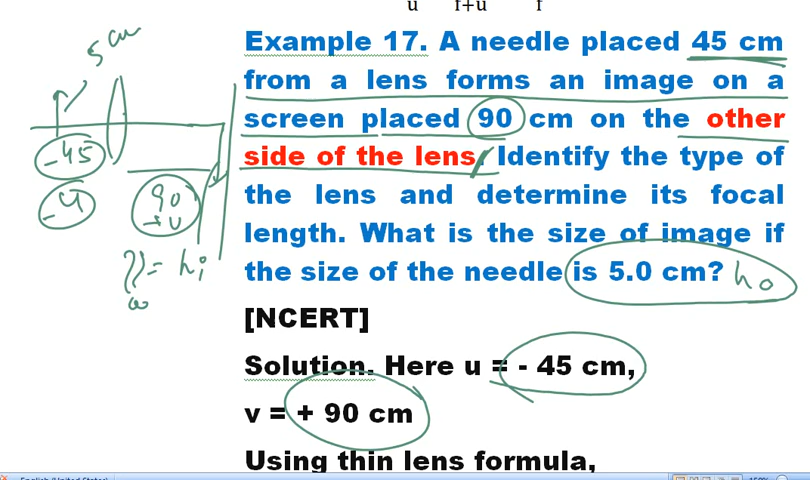 u f+u f
5 cm
Example 17. A needle placed 45 cm
from a lens forms an image on a
screen placed 90 cm on the other
side of the lens. Identify the type of
the lens and determine its focal
length. What is the size of image if
the size of the needle is 5.0 cm? ho
-45
90
+v
= hi
[NCERT]
Solution. Here u = - 45 cm,
v = + 90 cm
Using thin lens formula,
English (United States)